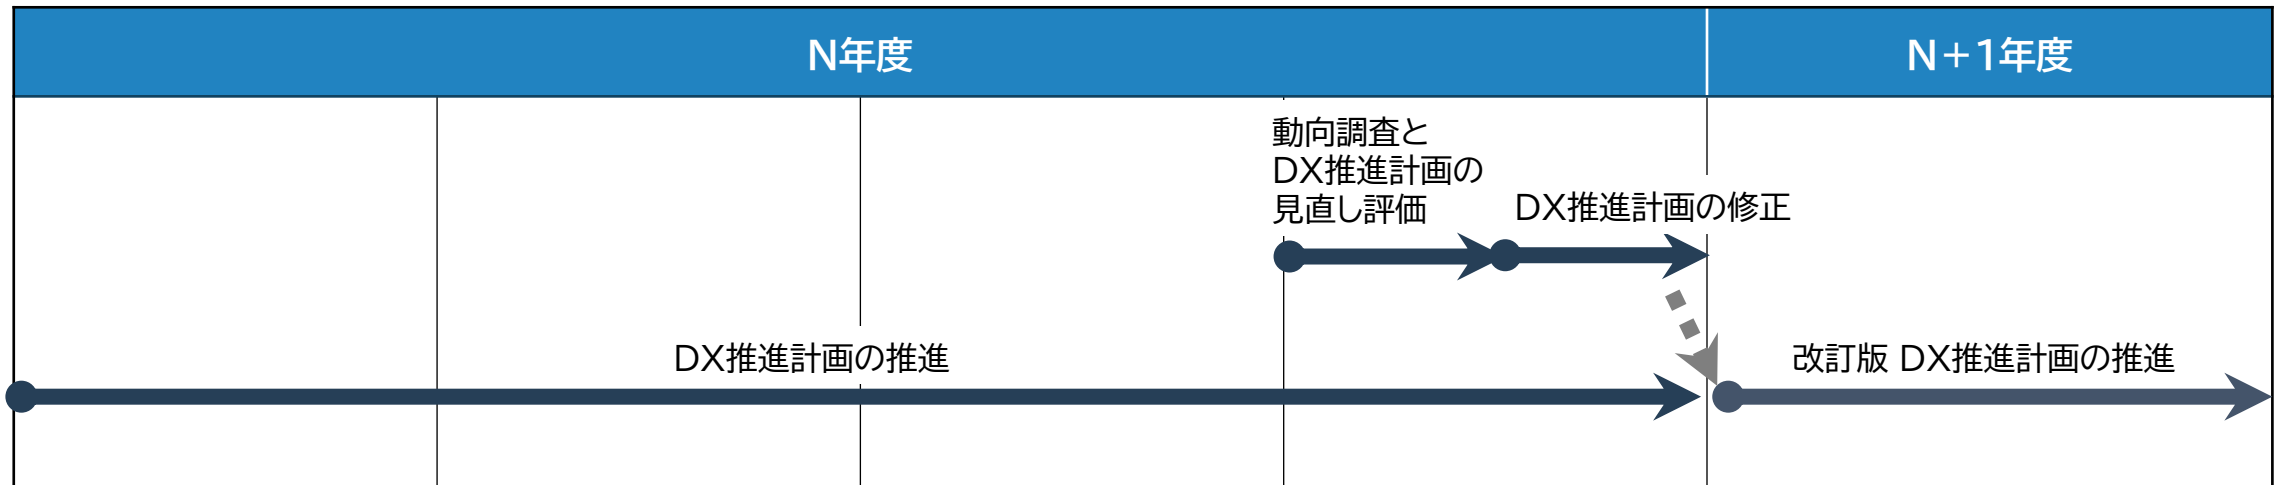 N年度
N+1年度
動向調査と
DX推進計画の
見直し評価
DX推進計画の修正
DX推進計画の推進
改訂版 DX推進計画の推進